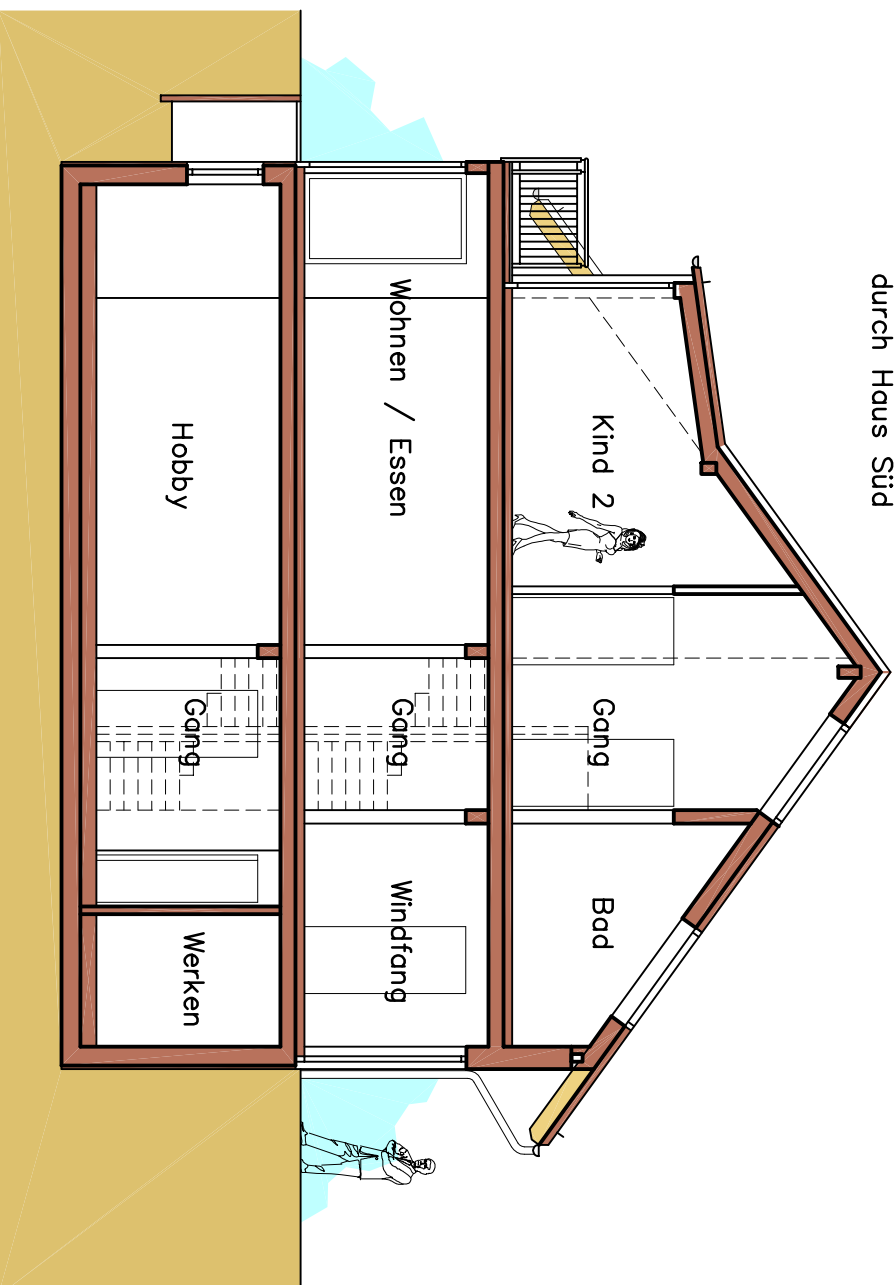 durch Haus Süd
Kind 2
Gang
Bad
Wohnen / Essen
Gang
Windfang
Hobby
Gang
Werken